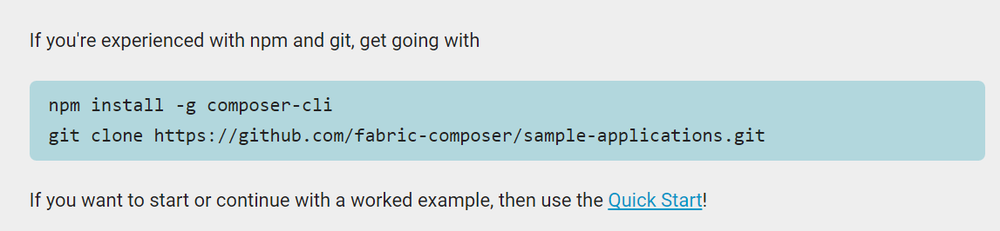 If you're experienced with npm and git, get going with
npm install -g composer-cli
git clone https://github.com/fabric-composer/sample-applications.git
If you want to start or continue with a worked example, then use the Quick Start!